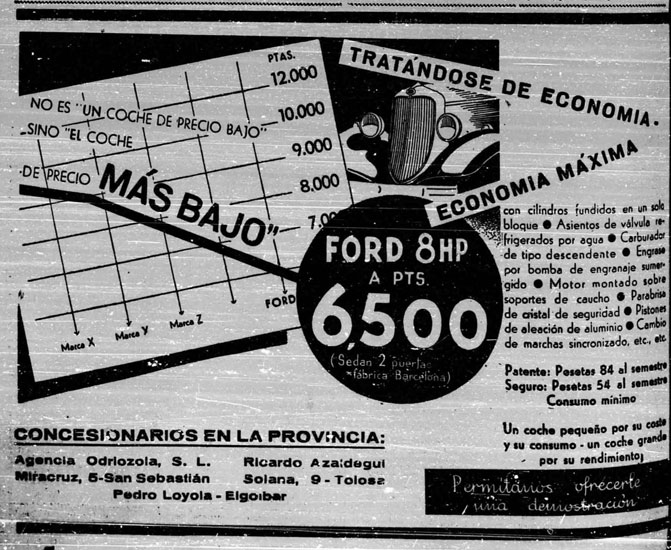 TRATÁNDOSE DE ECONOMIA.
ECONOMIA MÁXIMA
NO ES "UN COCHE DE PRECIO BAJO"
SINO "EL COCHE
DE PRECIO MÁS BAJO"
PTAS.
12.000
10.000
9.000
8.000
7.00
Marca X
Marca Y
Marca Z
FORD
FORD 8HP
A PTS.
6,500
(Sedan 2 puertas
fábrica Barcelona)
con cilindros fundidos en un solo
bloque ● Asientos de válvula re-
frigerados por agua ● Carburador
de tipo descendente ● Engrase
por bomba de engranaje sumer-
gido ● Motor montado sobre
soportes de caucho ● Parabrisa
de cristal de seguridad ● Pistones
de aleación de aluminio ● Cambio
de marchas sincronizado, etc., etc.
Patente: Pesetas 84 al semestre
Seguro: Pesetas 54 al semestre
Consumo mínimo
Un coche pequeño por su coste
y su consumo - un coche grande
por su rendimiento
Permítanos ofrecerle
una demostración
CONCESIONARIOS EN LA PROVINCIA:
Agencia Odriozola, S. L.
Miracruz, 5-San Sebastián
Ricardo Azaldegui
Solana, 9 - Tolosa
Pedro Loyola - Elgoibar